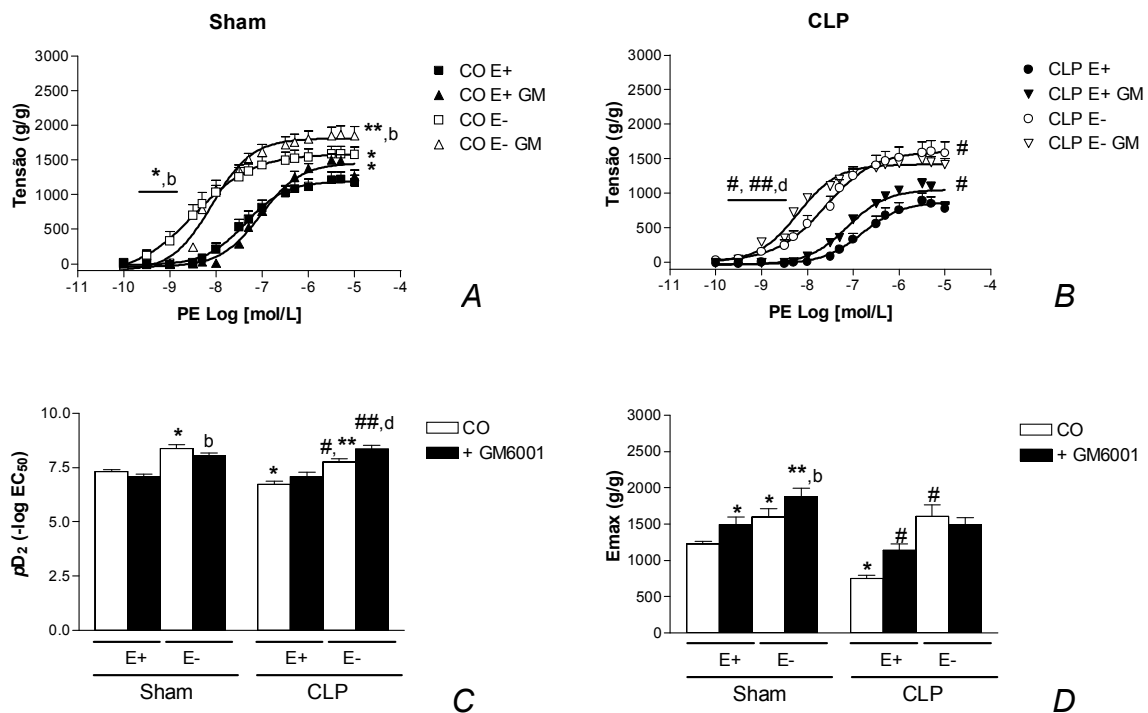 Sham
3000
2500
2000
1500
1000
500
0
Tensão (g/g)
-11 -10 -9 -8 -7 -6 -5 -4
PE Log [mol/L]
*,b
**,b
*
*
CO E+
CO E+ GM
CO E-
CO E- GM
A
CLP
3000
2500
2000
1500
1000
500
0
Tensão (g/g)
-11 -10 -9 -8 -7 -6 -5 -4
PE Log [mol/L]
#, ##,d
#
#
CLP E+
CLP E+ GM
CLP E-
CLP E- GM
B
10.0
7.5
5.0
2.5
0.0
pD2 (-log EC50)
*
b
*
#,**
##,d
E+ E- E+ E-
Sham CLP
CO
+ GM6001
C
3000
2500
2000
1500
1000
500
0
Emax (g/g)
*
*
**,b
*
#
#
E+ E- E+ E-
Sham CLP
CO
+ GM6001
D